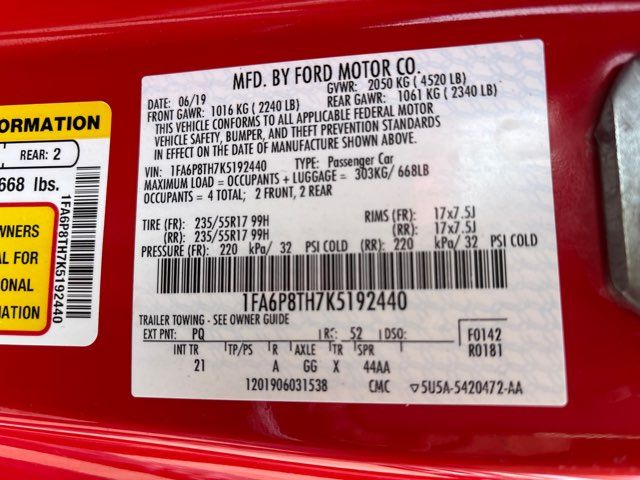 MFD. BY FORD MOTOR CO.
DATE: 06/19 GVWR: 2050 KG ( 4520 LB)
FRONT GAWR: 1016 KG ( 2240 LB) REAR GAWR: 1061 KG ( 2340 LB)
THIS VEHICLE CONFORMS TO ALL APPLICABLE FEDERAL MOTOR
VEHICLE SAFETY, BUMPER, AND THEFT PREVENTION STANDARDS
IN EFFECT ON THE DATE OF MANUFACTURE SHOWN ABOVE.
VIN: 1FA6P8TH7K5192440 TYPE: Passenger Car
MAXIMUM LOAD = OCCUPANTS + LUGGAGE = 303KG/ 668LB
OCCUPANTS = 4 TOTAL; 2 FRONT, 2 REAR
TIRE (FR): 235/55R17 99H RIMS (FR): 17x7.5J
(RR): 235/55R17 99H (RR): 17x7.5J
PRESSURE (FR): 220 kPa/ 32 PSI COLD (RR): 220 kPa/ 32 PSI COLD
1FA6P8TH7K5192440
TRAILER TOWING - SEE OWNER GUIDE
EXT PNT: PQ RC: 52 DSO: F0142
INT TR TP/PS R AXLE TR SPR R0181
21 A GG X 44AA
1201906031538 CMC ▽5U5A-5420472-AA
FORMATION
REAR: 2
668 lbs.
WNERS
AL FOR
ONAL
MATION
1FA6P8TH7K5192440